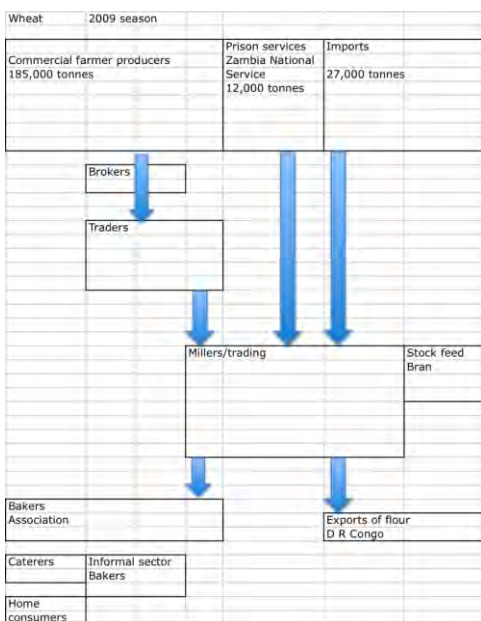 Wheat 2009 season
Commercial farmer producers
185,000 tonnes
Prison services
Zambia National
Service
12,000 tonnes
Imports
27,000 tonnes
Brokers
Traders
Millers/trading
Stock feed
Bran
Bakers
Association
Exports of flour
D R Congo
Caterers
Informal sector
Bakers
Home
consumers